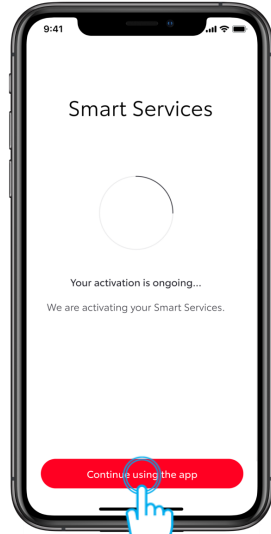 9:41
Smart Services
Your activation is ongoing...
We are activating your Smart Services.
Continue using the app